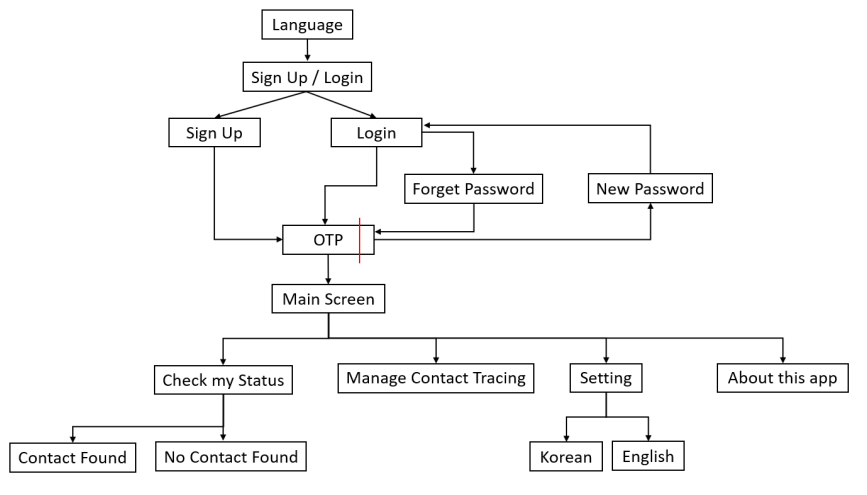 Language
Sign Up / Login
Sign Up
Login
Forget Password
New Password
OTP
Main Screen
Check my Status
Manage Contact Tracing
Setting
About this app
Contact Found
No Contact Found
Korean
English